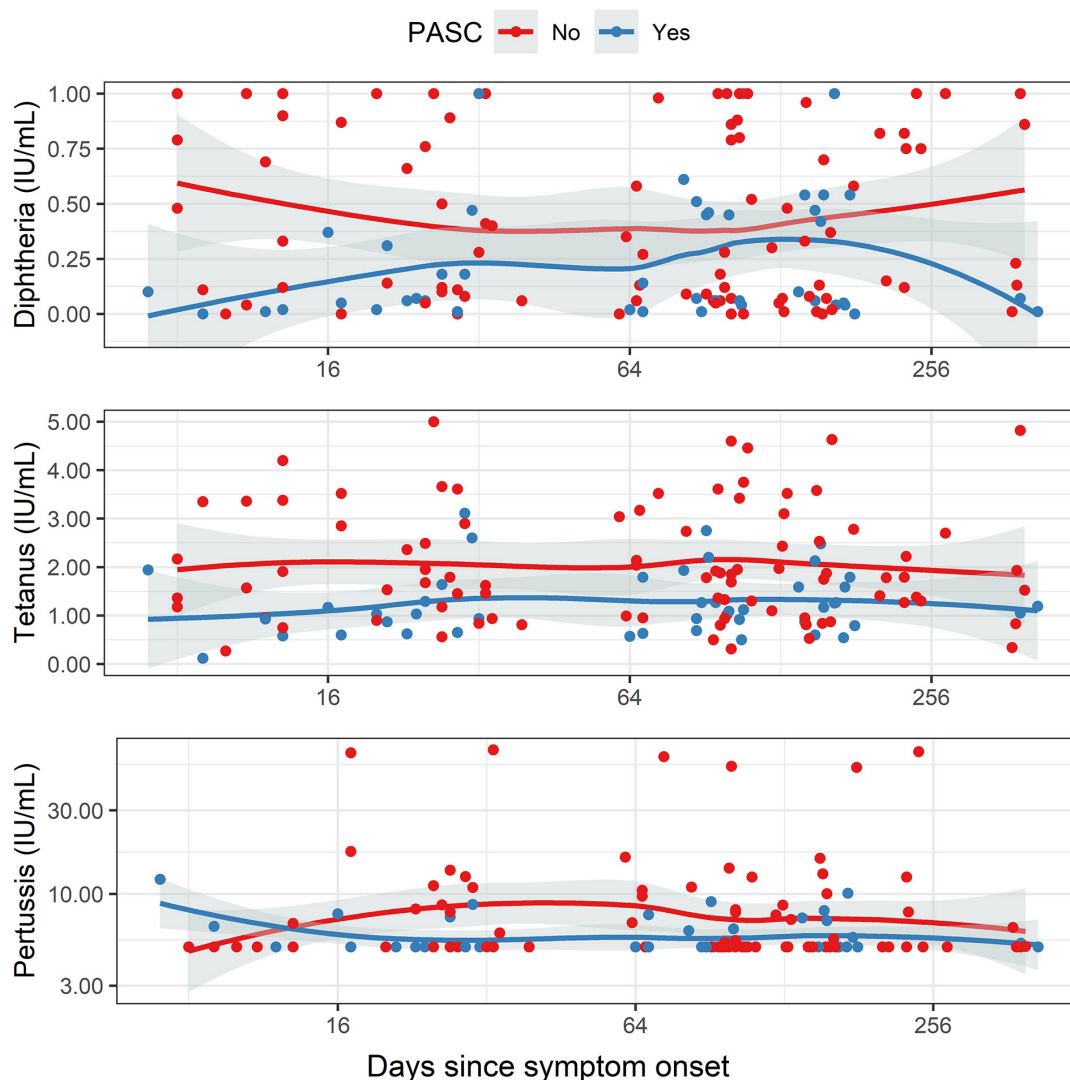 PASC No Yes
Diphtheria (IU/mL)
1.00
0.75
0.50
0.25
0.00
16 64 256
Tetanus (IU/mL)
5.00
4.00
3.00
2.00
1.00
0.00
16 64 256
Pertussis (IU/mL)
30.00
10.00
3.00
16 64 256
Days since symptom onset